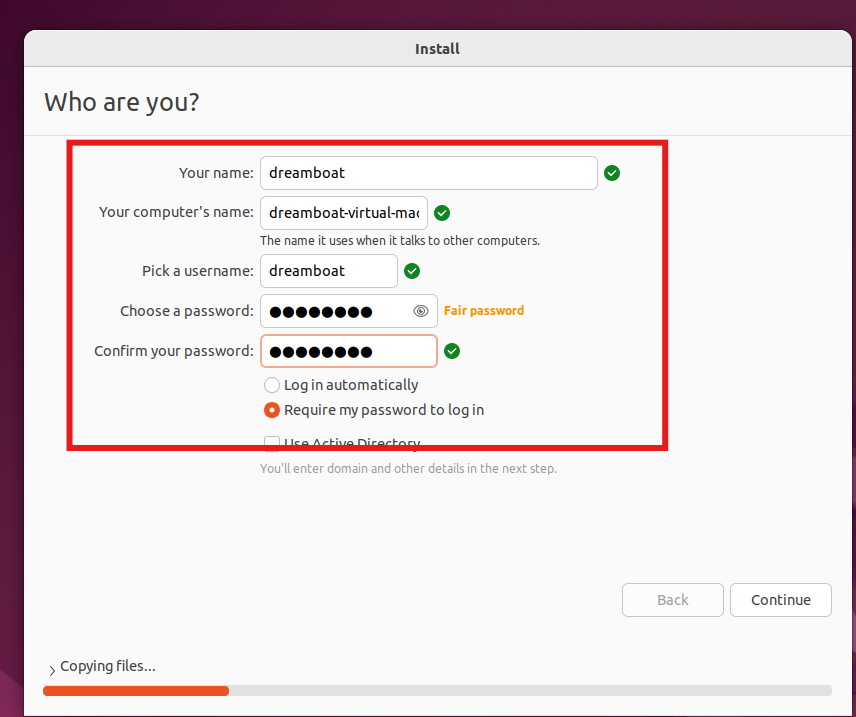 Install
Who are you?
Your name: dreamboat
Your computer's name: dreamboat-virtual-mac
The name it uses when it talks to other computers.
Pick a username: dreamboat
Choose a password: ●●●●●●●● Fair password
Confirm your password: ●●●●●●●●
Log in automatically
Require my password to log in
Use Active Directory
You'll enter domain and other details in the next step.
Back Continue
Copying files...